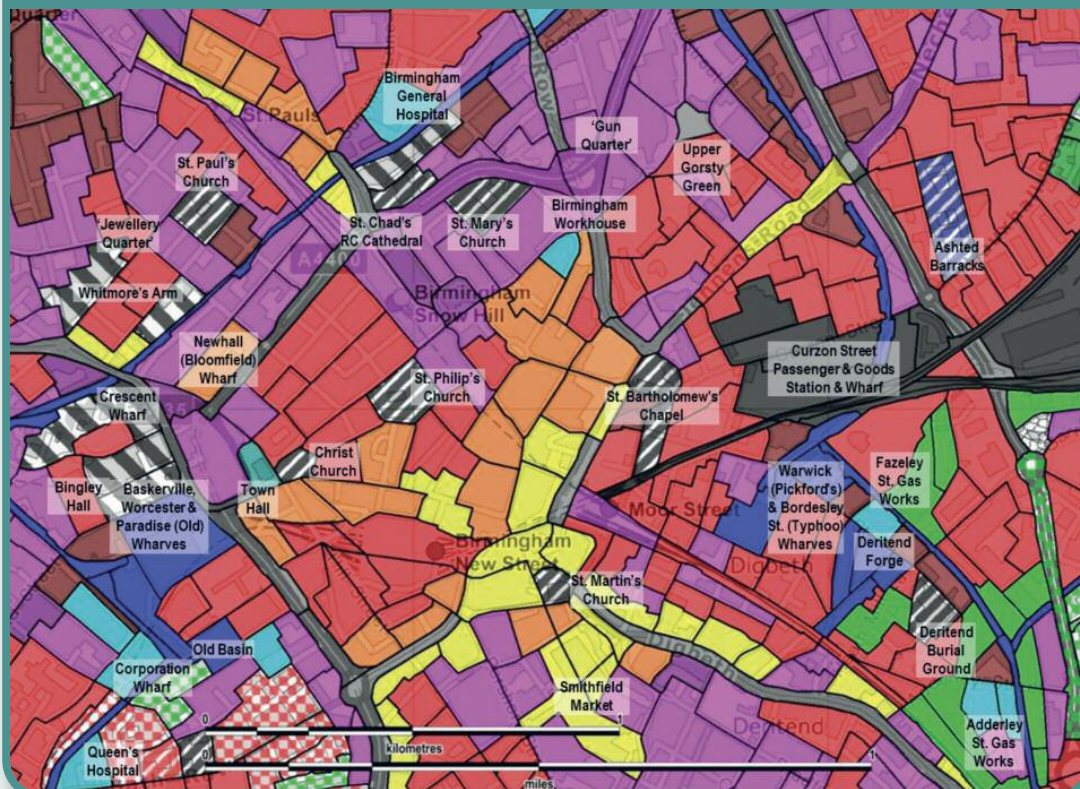 Quarter
Birmingham
General
Hospital
St Pauls
Row
'Gun
Quarter'
Upper
Gorsty
Green
St. Paul's
Church
'Jewellery
Quarter'
St. Chad's
RC Cathedral
St. Mary's
Church
Birmingham
Workhouse
Ashted
Barracks
A4400
Whitmore's Arm
Birmingham
Snow Hill
Newhall
(Bloomfield)
Wharf
Curzon Street
Passenger & Goods
Station & Wharf
Crescent
Wharf
St. Philip's
Church
St. Bartholomew's
Chapel
Christ
Church
Bingley
Hall
Baskerville,
Worcester &
Paradise (Old)
Wharves
Town
Hall
Warwick
(Pickford's)
& Bordesley
St. (Typhoo)
Wharves
Fazeley
St. Gas
Works
Moor Street
Birmingham
New Street
Deritend
Forge
Digbeth
St. Martin's
Church
Digbeth
Deritend
Burial
Ground
Old Basin
Corporation
Wharf
Smithfield
Market
Deritend
Adderley
St. Gas
Works
Queen's
Hospital
0 1
kilometres
0 1
miles